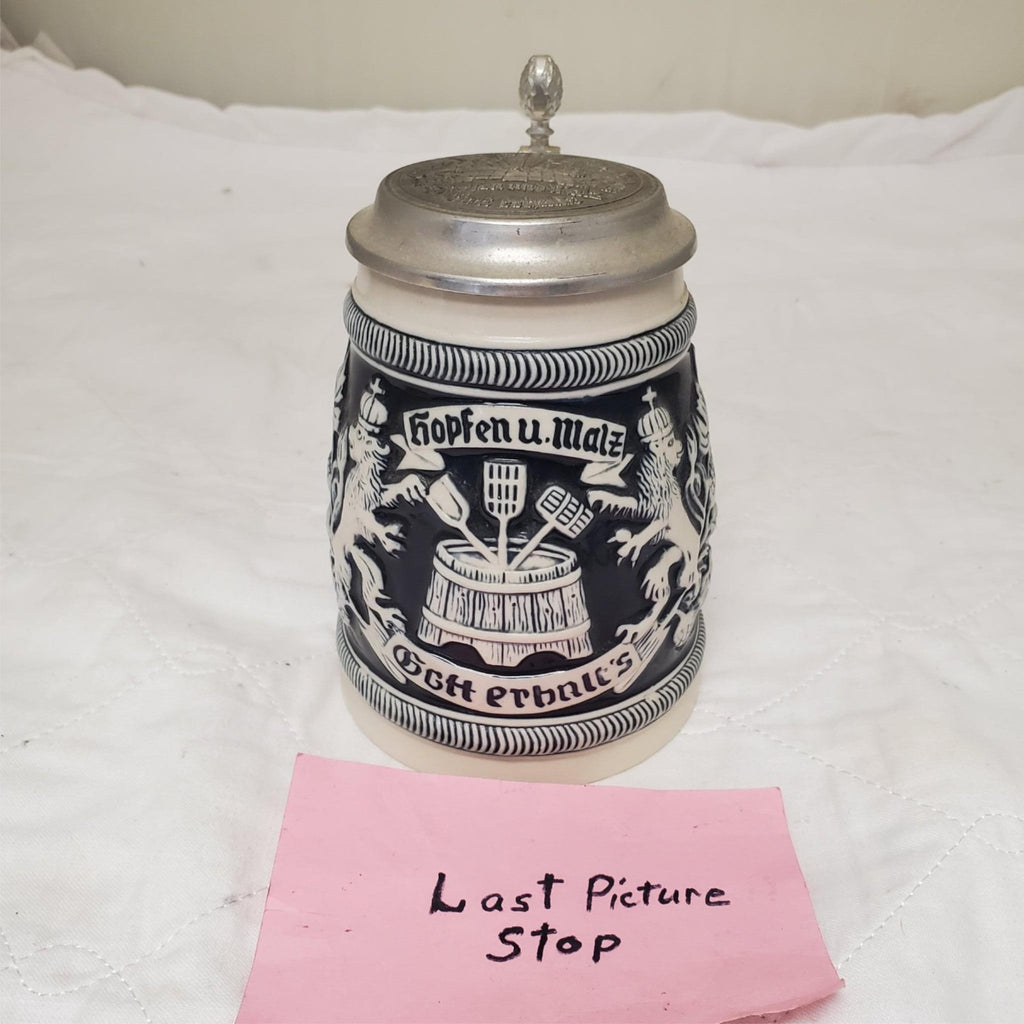 Hopfen u. Malz
Gott erhalt's
Last Picture
Stop